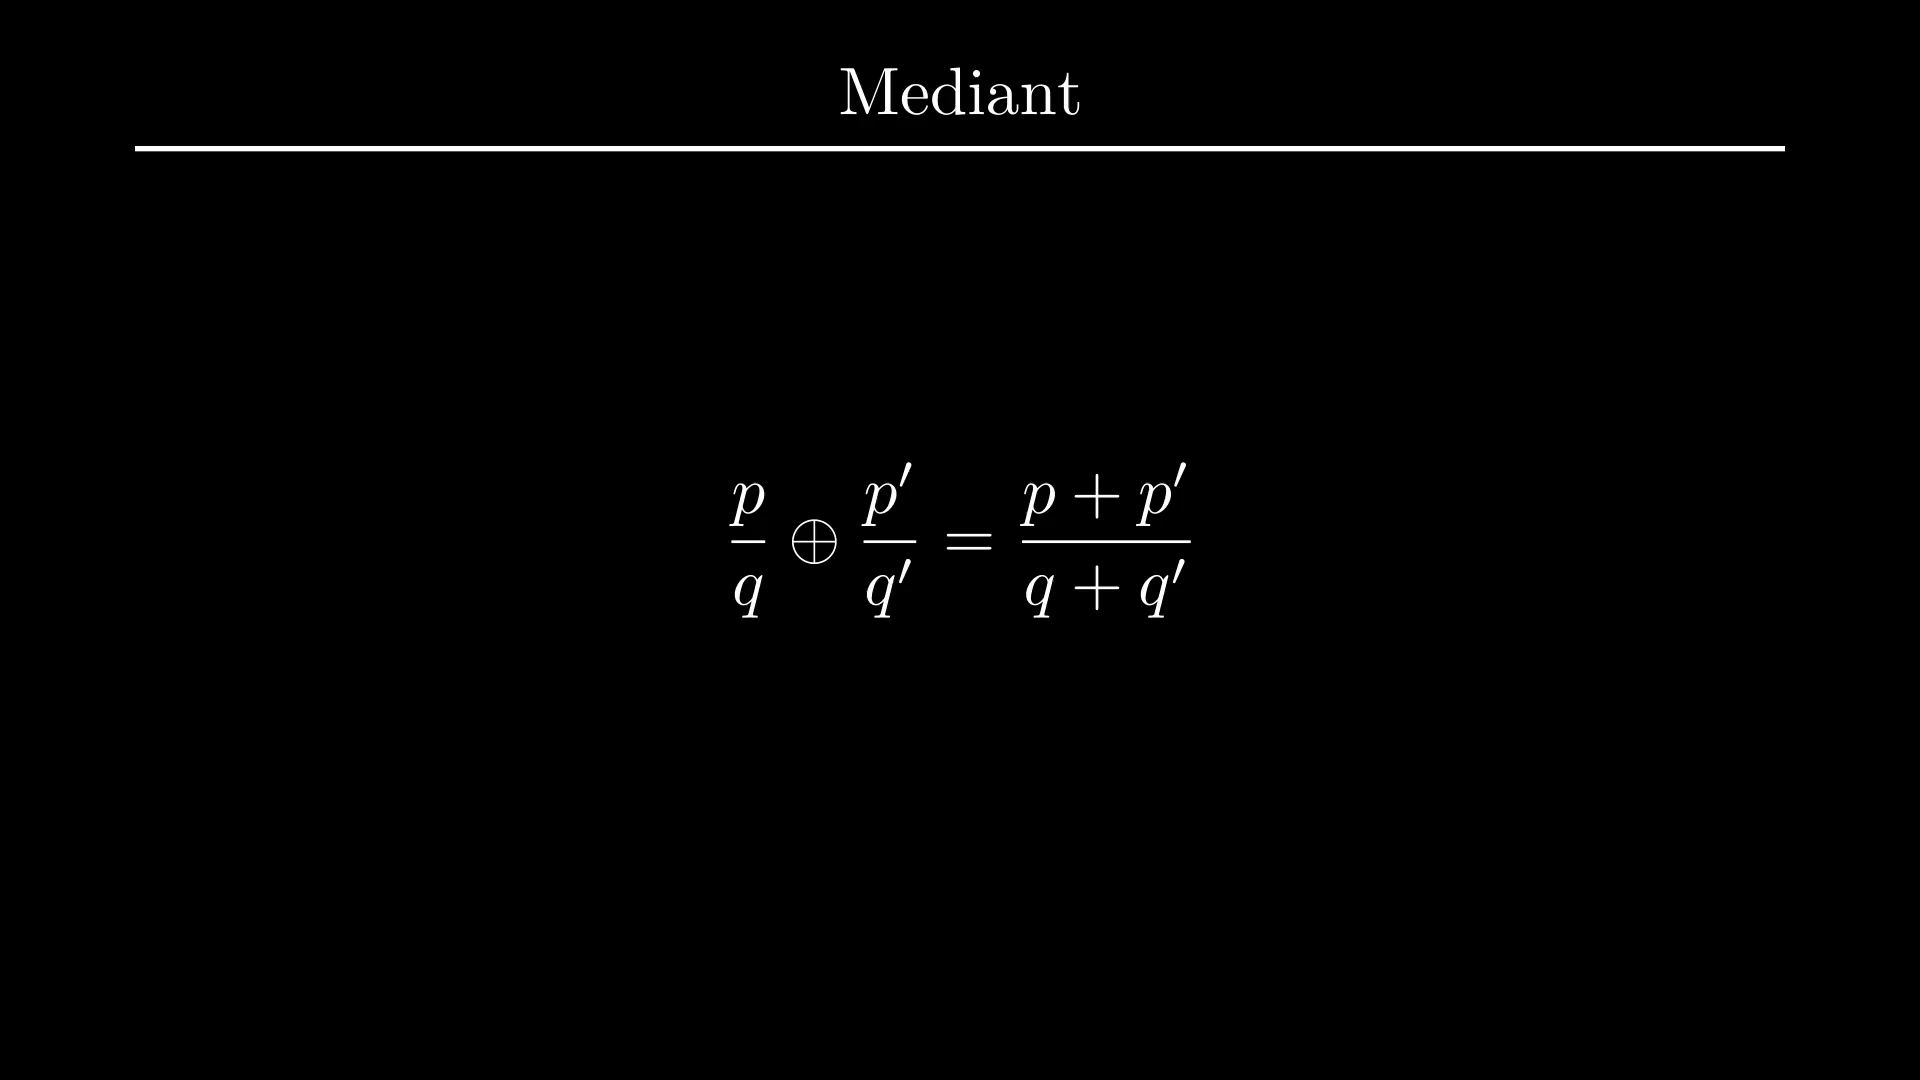 Mediant
p/q ⊕ p′/q′ = (p + p′)/(q + q′)